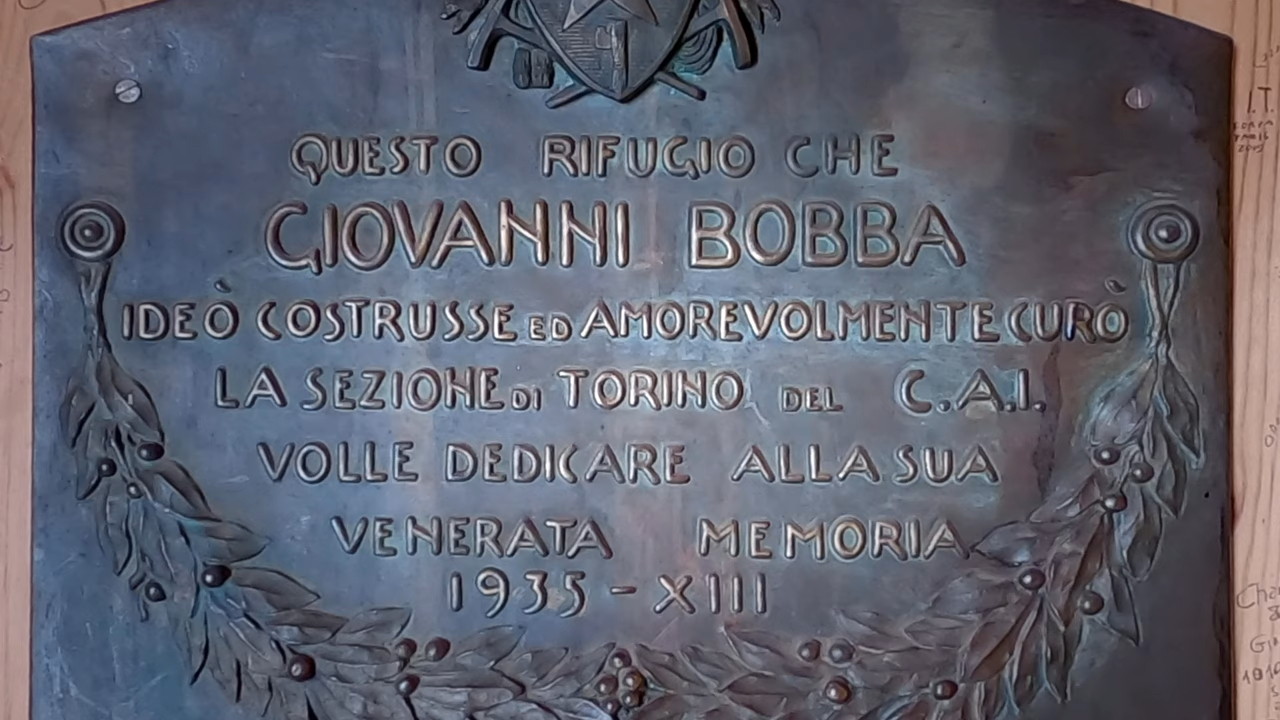 QUESTO RIFUGIO CHE
GIOVANNI BOBBA
IDEÒ COSTRUSSE ED AMOREVOLMENTE CURÒ
LA SEZIONE DI TORINO DEL C.A.I.
VOLLE DEDICARE ALLA SUA
VENERATA MEMORIA
1935 - XIII
I.T.